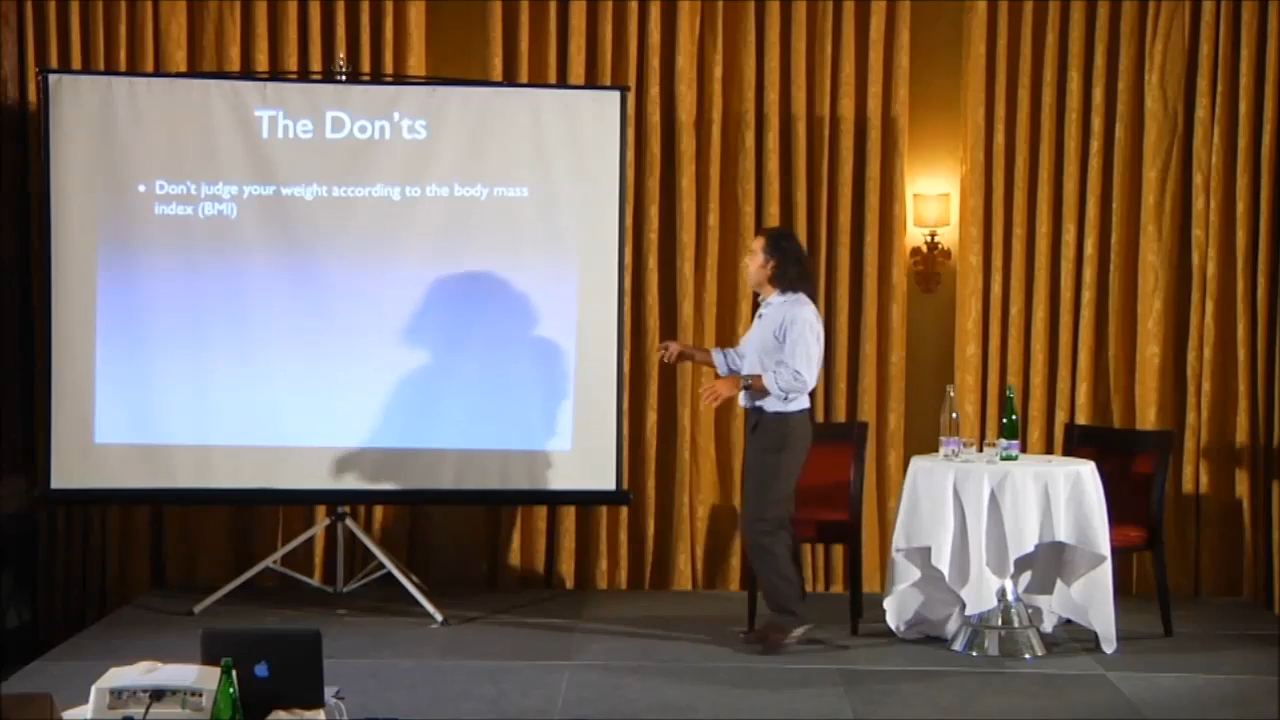 The Don'ts
• Don't judge your weight according to the body mass
index (BMI)